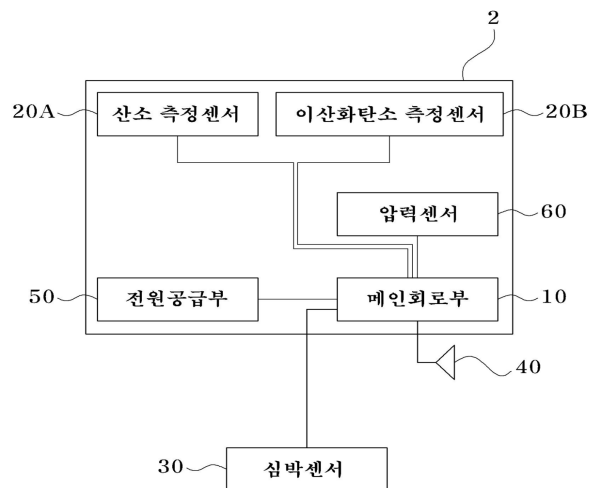 2
20A
산소 측정센서
이산화탄소 측정센서
20B
압력센서
60
50
전원공급부
메인회로부
10
40
30
심박센서